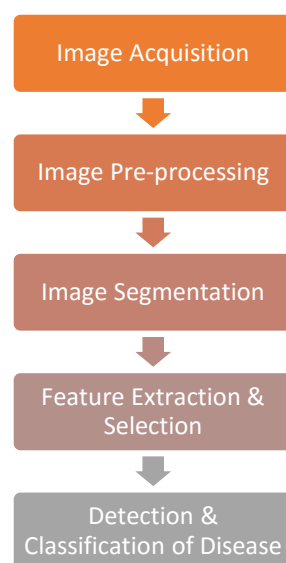 Image Acquisition
Image Pre-processing
Image Segmentation
Feature Extraction &
Selection
Detection &
Classification of Disease